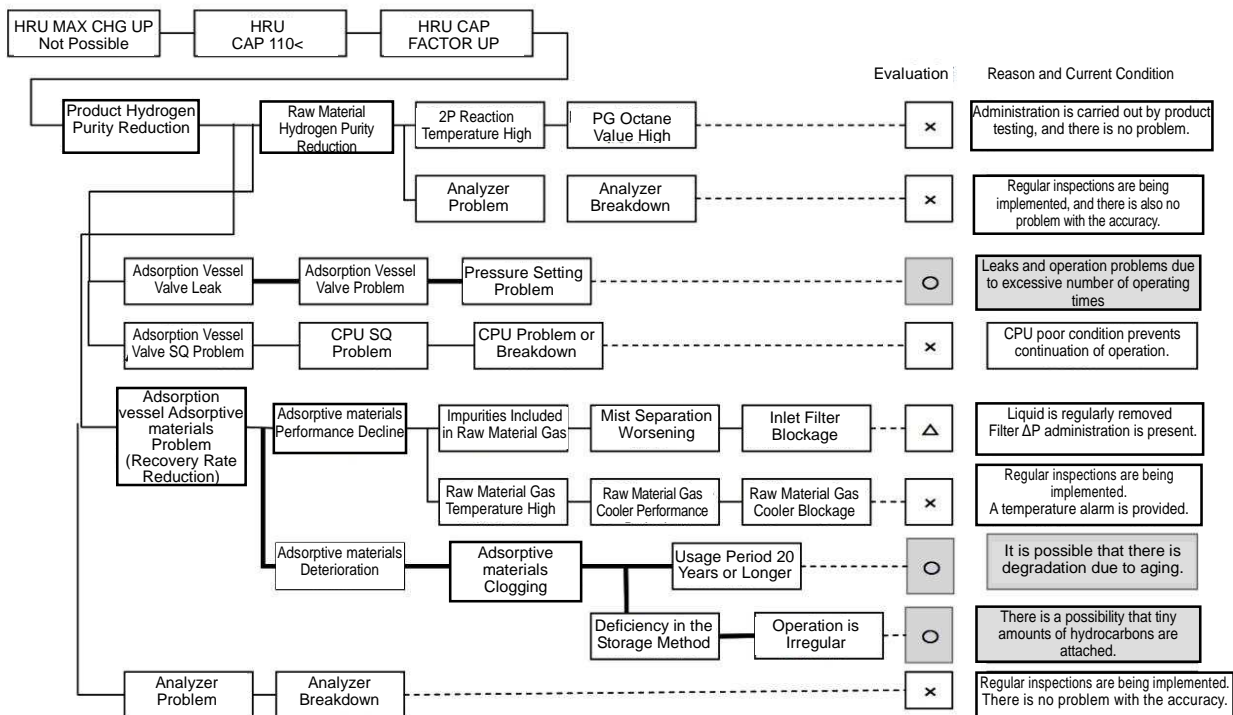 HRU MAX CHG UP
Not Possible
HRU
CAP 110<
HRU CAP
FACTOR UP
Evaluation
Reason and Current Condition
Product Hydrogen
Purity Reduction
Raw Material
Hydrogen Purity
Reduction
2P Reaction
Temperature High
PG Octane
Value High
×
Administration is carried out by product
testing, and there is no problem.
Analyzer
Problem
Analyzer
Breakdown
×
Regular inspections are being
implemented, and there is also no
problem with the accuracy.
Adsorption Vessel
Valve Leak
Adsorption Vessel
Valve Problem
Pressure Setting
Problem
○
Leaks and operation problems due
to excessive number of operating
times
Adsorption Vessel
Valve SQ Problem
CPU SQ
Problem
CPU Problem or
Breakdown
×
CPU poor condition prevents
continuation of operation.
Adsorption
vessel Adsorptive
materials
Problem
(Recovery Rate
Reduction)
Adsorptive materials
Performance Decline
Impurities Included
in Raw Material Gas
Mist Separation
Worsening
Inlet Filter
Blockage
△
Liquid is regularly removed
Filter ΔP administration is present.
Raw Material Gas
Temperature High
Raw Material Gas
Cooler Performance
Raw Material Gas
Cooler Blockage
×
Regular inspections are being
implemented.
A temperature alarm is provided.
Adsorptive materials
Deterioration
Adsorptive
materials
Clogging
Usage Period 20
Years or Longer
○
It is possible that there is
degradation due to aging.
Deficiency in the
Storage Method
Operation is
Irregular
○
There is a possibility that tiny
amounts of hydrocarbons are
attached.
Analyzer
Problem
Analyzer
Breakdown
×
Regular inspections are being implemented.
There is no problem with the accuracy.